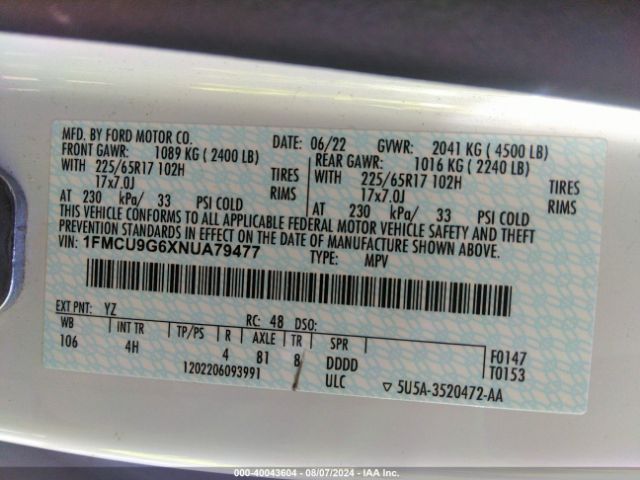 MFD. BY FORD MOTOR CO. DATE: 06/22 GVWR: 2041 KG ( 4500 LB)
FRONT GAWR: 1089 KG ( 2400 LB) REAR GAWR: 1016 KG ( 2240 LB)
WITH 225/65R17 102H TIRES WITH 225/65R17 102H TIRES
17x7.0J RIMS 17x7.0J RIMS
AT 230 kPa/ 33 PSI COLD AT 230 kPa/ 33 PSI COLD
THIS VEHICLE CONFORMS TO ALL APPLICABLE FEDERAL MOTOR VEHICLE SAFETY AND THEFT
PREVENTION STANDARDS IN EFFECT ON THE DATE OF MANUFACTURE SHOWN ABOVE.
VIN: 1FMCU9G6XNUA79477 TYPE: MPV
EXT PNT: YZ RC: 48 DSO:
WB INT TR TP/PS R AXLE TR SPR F0147
106 4H 4 81 8 DDDD T0153
1202206093991 ULC ▽ 5U5A-3520472-AA
000-40043604 - 08/07/2024 - IAA Inc.